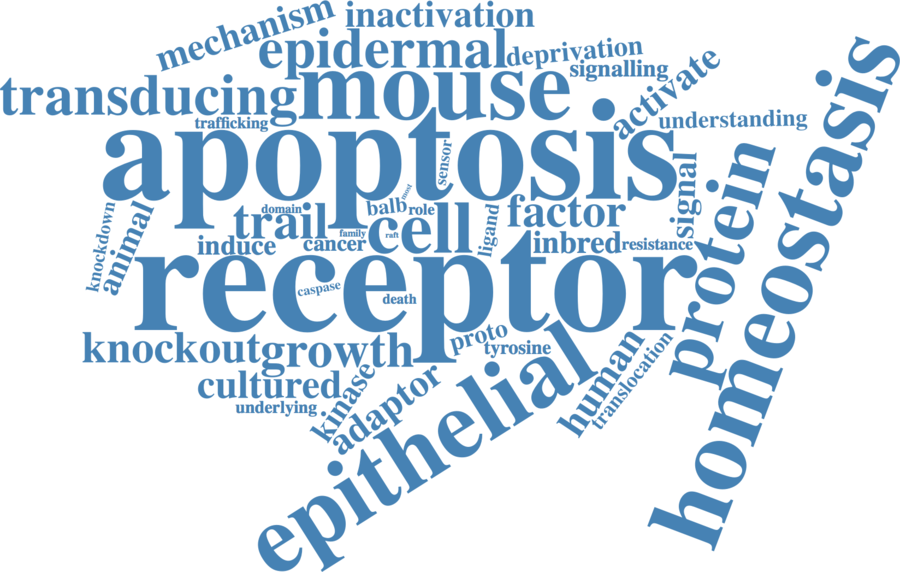 mechanism
inactivation
epidermal
deprivation
signalling
activate
transducing
mouse
trafficking
understanding
homeostasis
apoptosis
sensor
signal
protein
knockdown
animal
domain
trail
balb
role
host
cell
family
raft
ligand
factor
induce
cancer
inbred
resistance
receptor
caspase
death
knockout
growth
proto
tyrosine
human
translocation
cultured
underlying
kinase
adaptor
epithelial